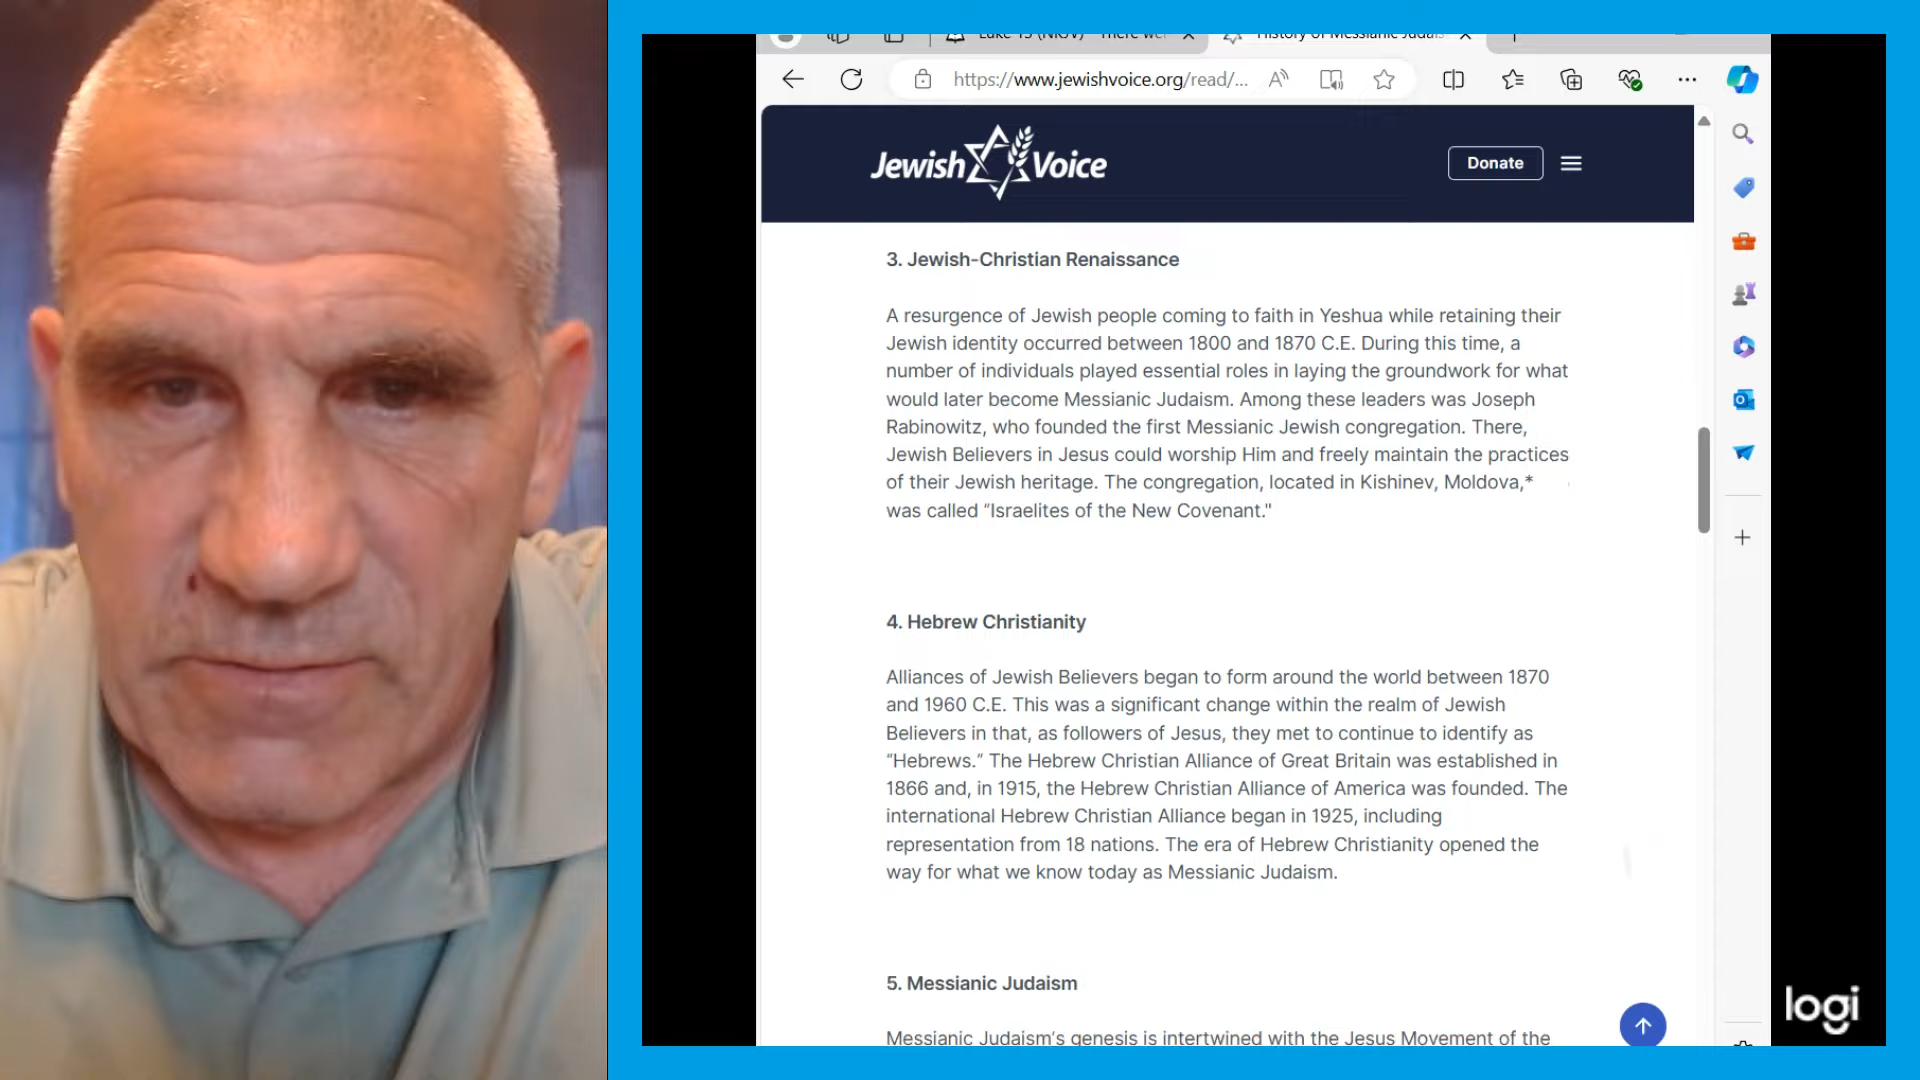 Luke 15 (NKJV) - "There we
History of Messianic Judais
https://www.jewishvoice.org/read/...
Jewish Voice
Donate
3. Jewish-Christian Renaissance
A resurgence of Jewish people coming to faith in Yeshua while retaining their
Jewish identity occurred between 1800 and 1870 C.E. During this time, a
number of individuals played essential roles in laying the groundwork for what
would later become Messianic Judaism. Among these leaders was Joseph
Rabinowitz, who founded the first Messianic Jewish congregation. There,
Jewish Believers in Jesus could worship Him and freely maintain the practices
of their Jewish heritage. The congregation, located in Kishinev, Moldova,*
was called “Israelites of the New Covenant."
4. Hebrew Christianity
Alliances of Jewish Believers began to form around the world between 1870
and 1960 C.E. This was a significant change within the realm of Jewish
Believers in that, as followers of Jesus, they met to continue to identify as
“Hebrews.” The Hebrew Christian Alliance of Great Britain was established in
1866 and, in 1915, the Hebrew Christian Alliance of America was founded. The
international Hebrew Christian Alliance began in 1925, including
representation from 18 nations. The era of Hebrew Christianity opened the
way for what we know today as Messianic Judaism.
5. Messianic Judaism
Messianic Judaism's genesis is intertwined with the Jesus Movement of the
logi